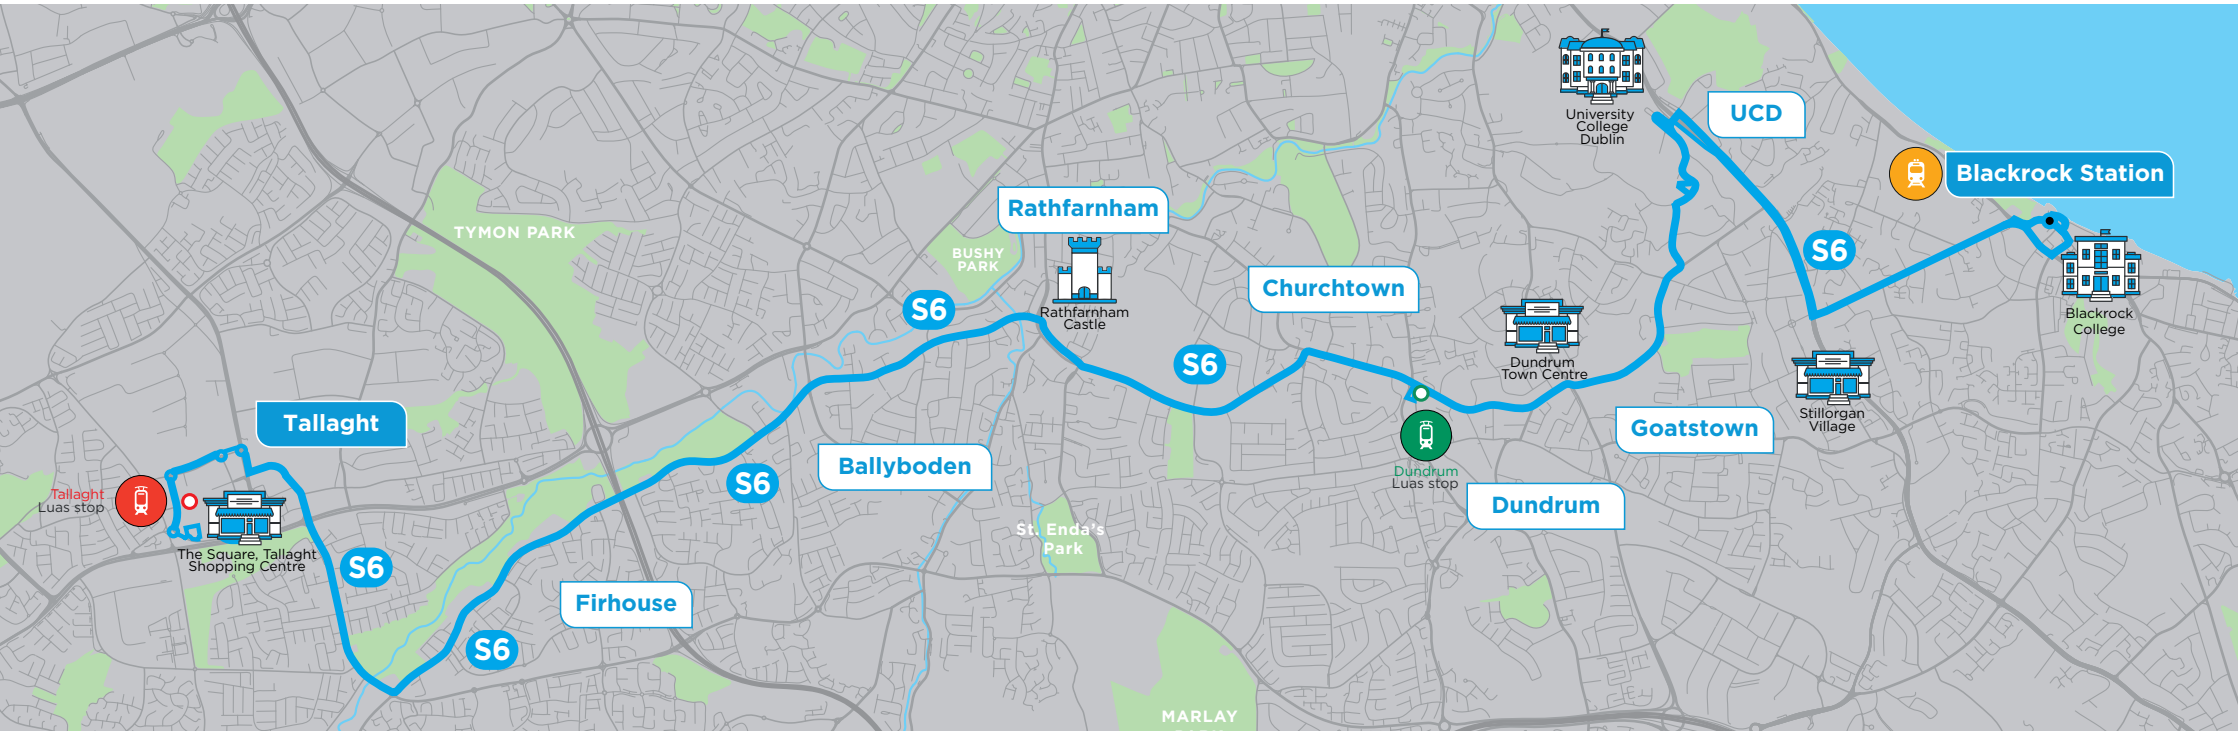 University
College
Dublin
UCD
Blackrock Station
Rathfarnham
TYMON PARK
BUSHY
PARK
S6
Churchtown
Blackrock
College
S6
Rathfarnham
Castle
S6
Dundrum
Town Centre
Stillorgan
Village
Tallaght
Goatstown
Ballyboden
Dundrum
Luas stop
S6
Tallaght
Luas stop
Dundrum
The Square, Tallaght
Shopping Centre
St. Enda's
Park
S6
Firhouse
S6
MARLAY